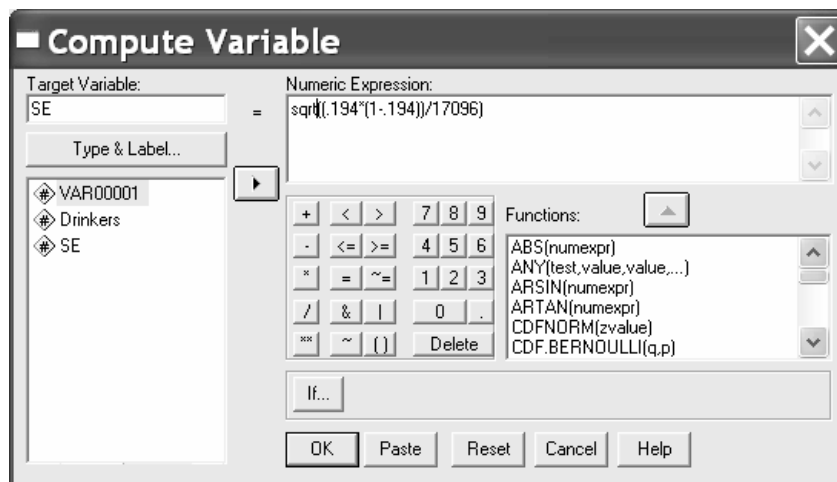 Compute Variable
Target Variable:
SE
=
Numeric Expression:
sqrt((.194*(1-.194))/17096)
Type & Label...
VAR00001
Drinkers
SE
+ < > 7 8 9
- <= >= 4 5 6
* = ~= 1 2 3
/ & | 0 .
** ~ () Delete
Functions:
ABS(numexpr)
ANY(test,value,value,...)
ARSIN(numexpr)
ARTAN(numexpr)
CDFNORM(zvalue)
CDF.BERNOULLI(q,p)
If...
OK Paste Reset Cancel Help